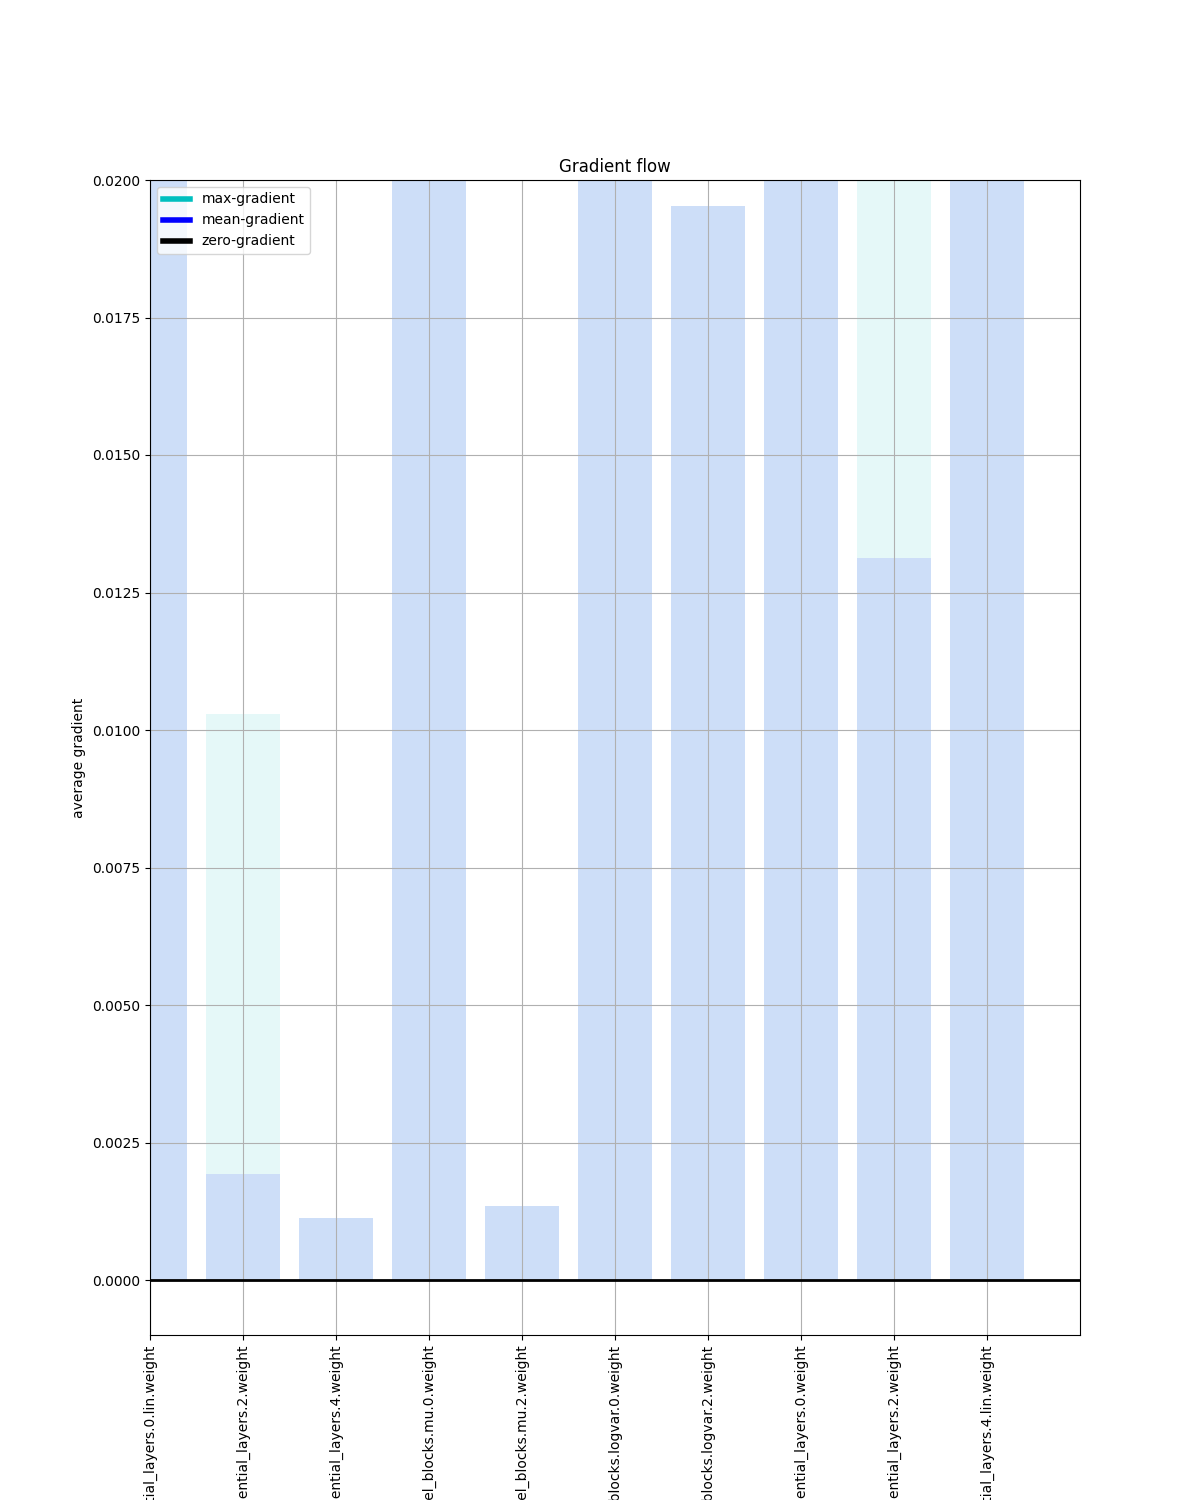 Gradient flow
max-gradient
mean-gradient
zero-gradient
0.0200
0.0175
0.0150
0.0125
0.0100
0.0075
0.0050
0.0025
0.0000
average gradient
tial_layers.0.lin.weight
ential_layers.2.weight
ential_layers.4.weight
el_blocks.mu.0.weight
el_blocks.mu.2.weight
blocks.logvar.0.weight
blocks.logvar.2.weight
ential_layers.0.weight
ential_layers.2.weight
tial_layers.4.lin.weight